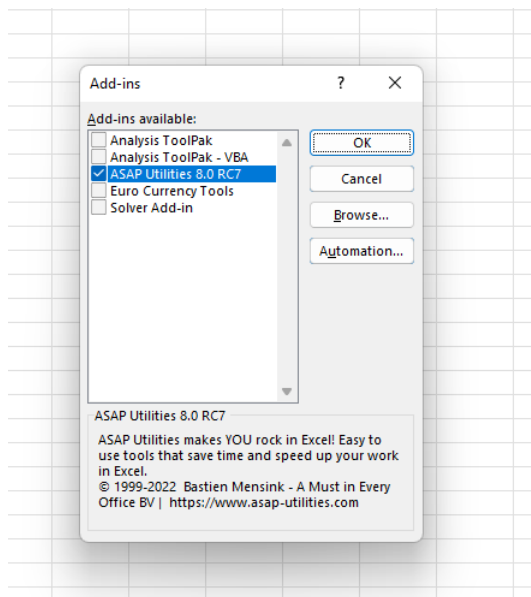 Add-ins ? X
Add-ins available:
Analysis ToolPak
Analysis ToolPak - VBA
ASAP Utilities 8.0 RC7
Euro Currency Tools
Solver Add-in
OK
Cancel
Browse...
Automation...
ASAP Utilities 8.0 RC7
ASAP Utilities makes YOU rock in Excel! Easy to
use tools that save time and speed up your work
in Excel.
© 1999-2022  Bastien Mensink - A Must in Every
Office BV |  https://www.asap-utilities.com